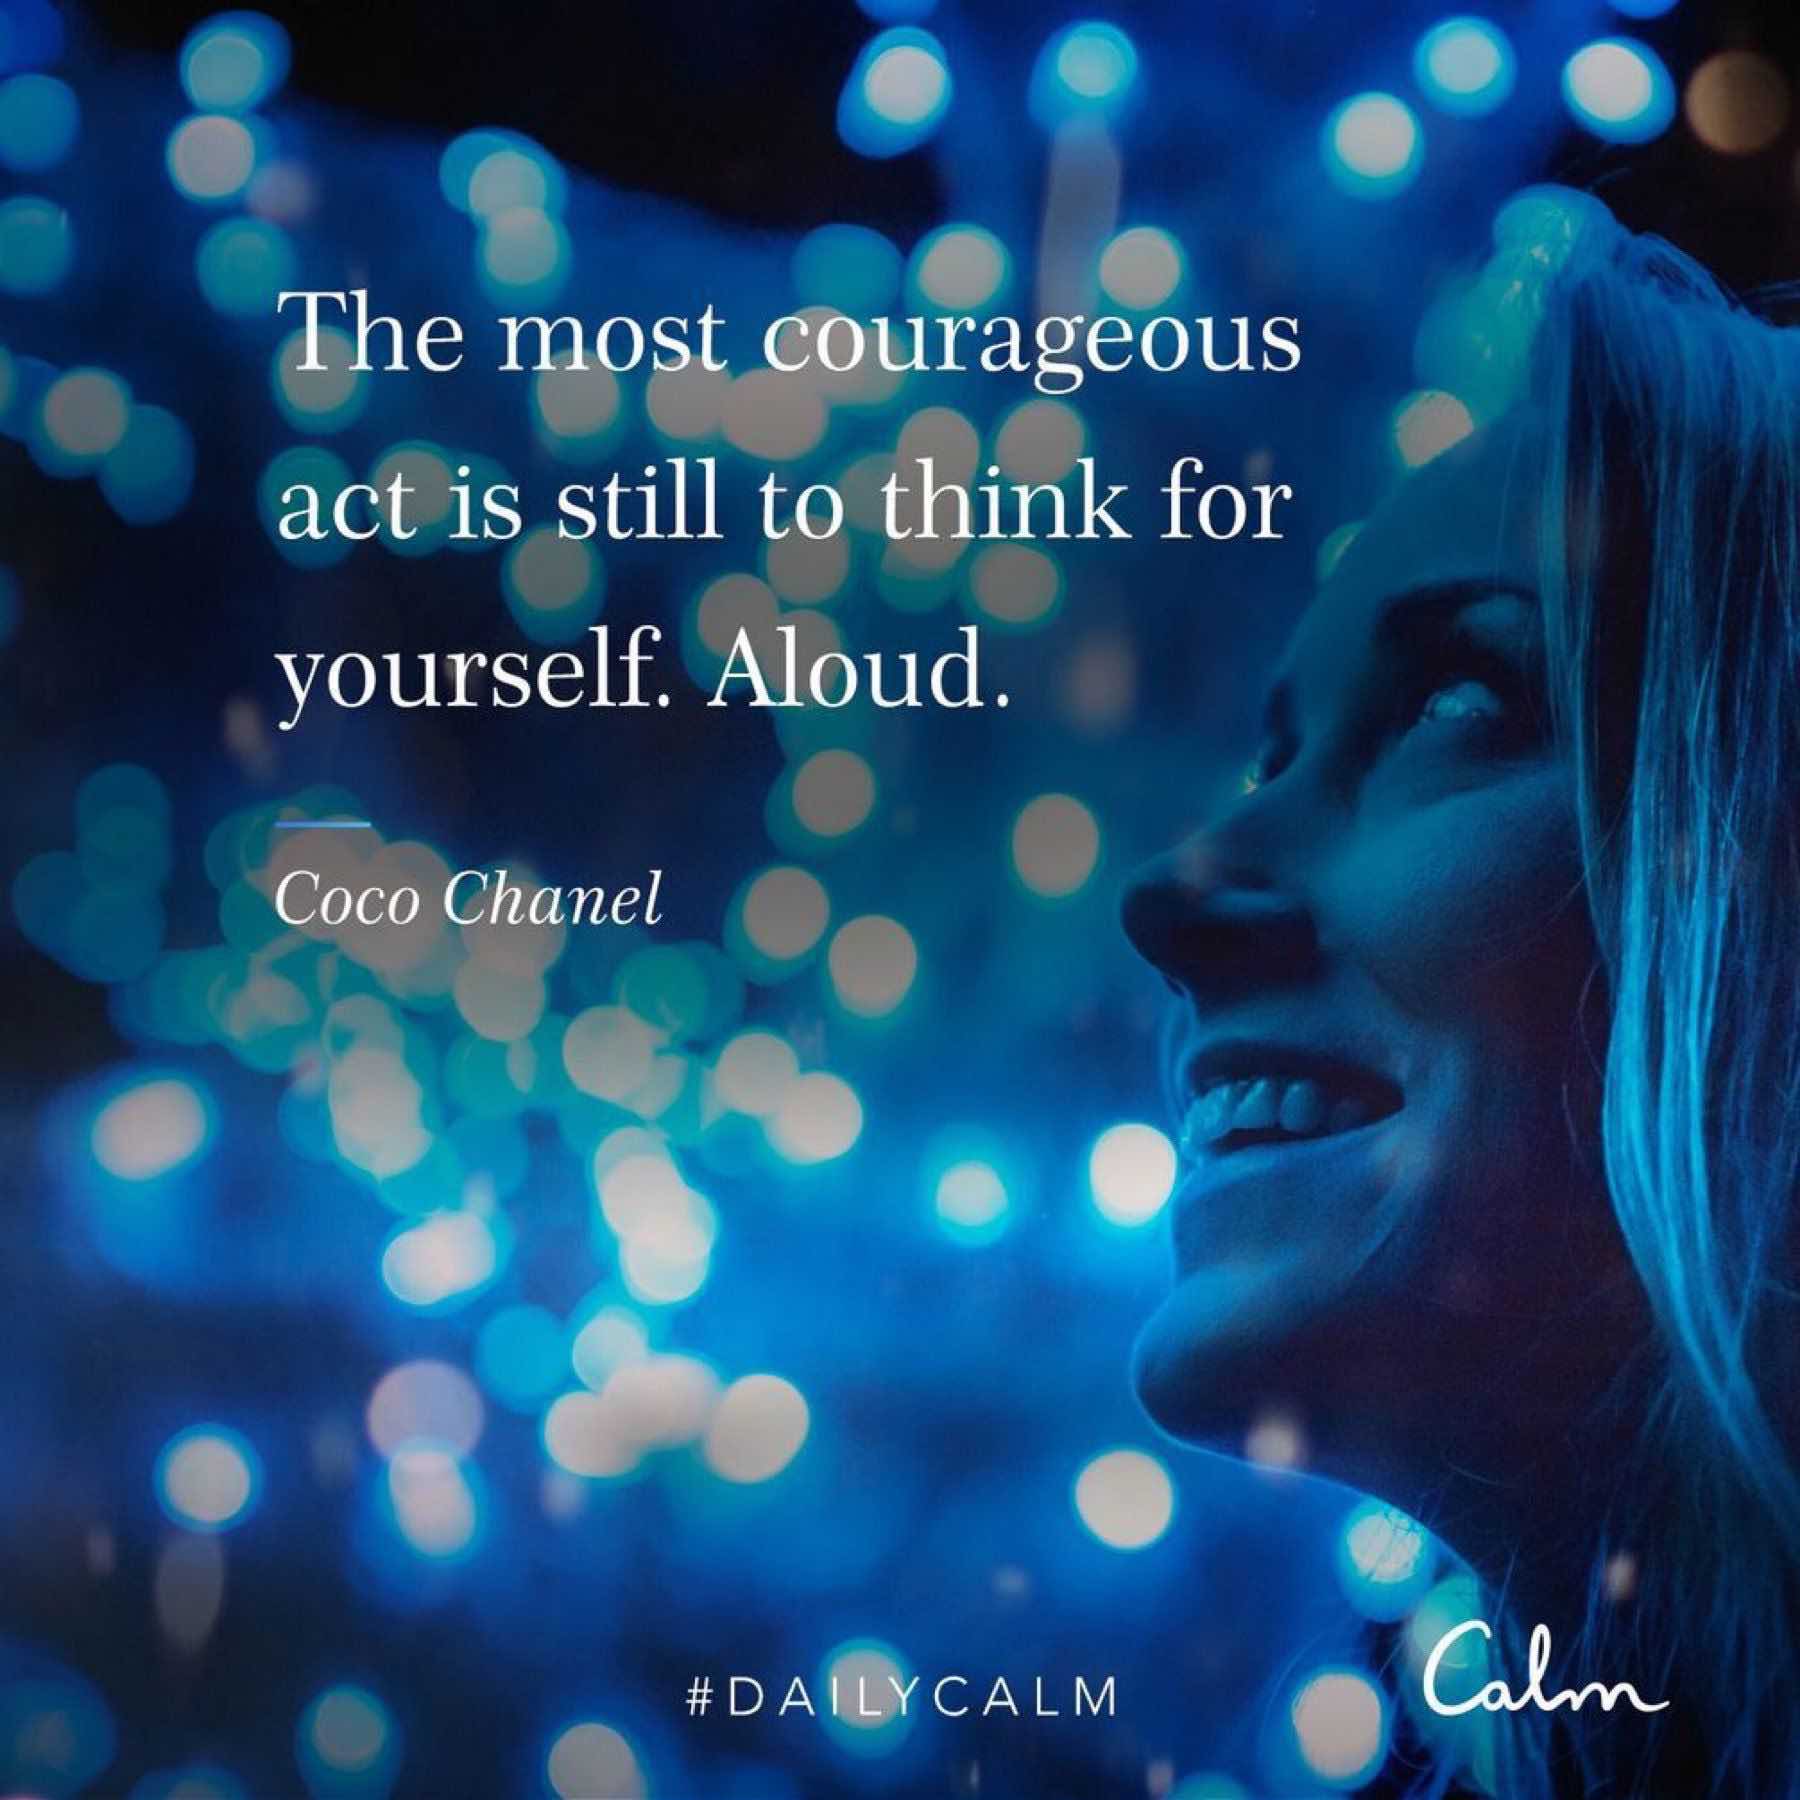 The most courageous
act is still to think for
yourself. Aloud.
Coco Chanel
#DAILYCALM
Calm